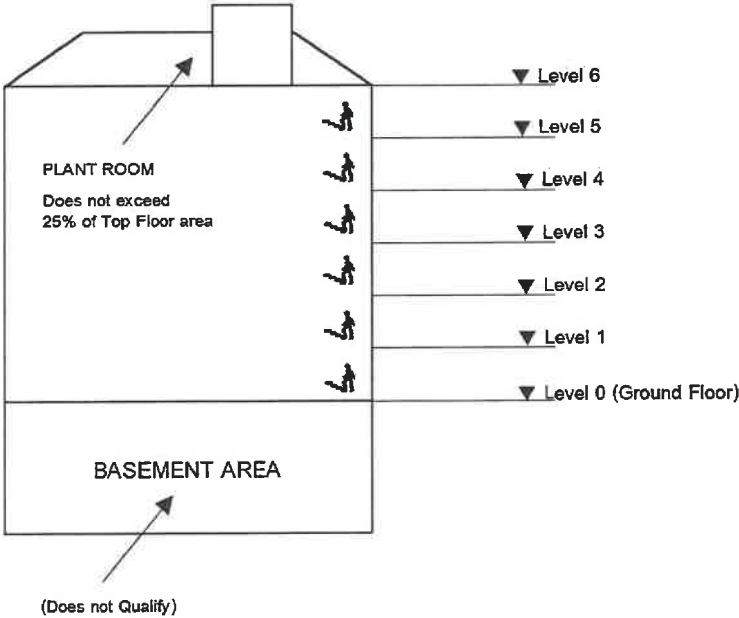 Level 6
Level 5
PLANT ROOM
Level 4
Does not exceed
25% of Top Floor area
Level 3
Level 2
Level 1
Level 0 (Ground Floor)
BASEMENT AREA
(Does not Qualify)